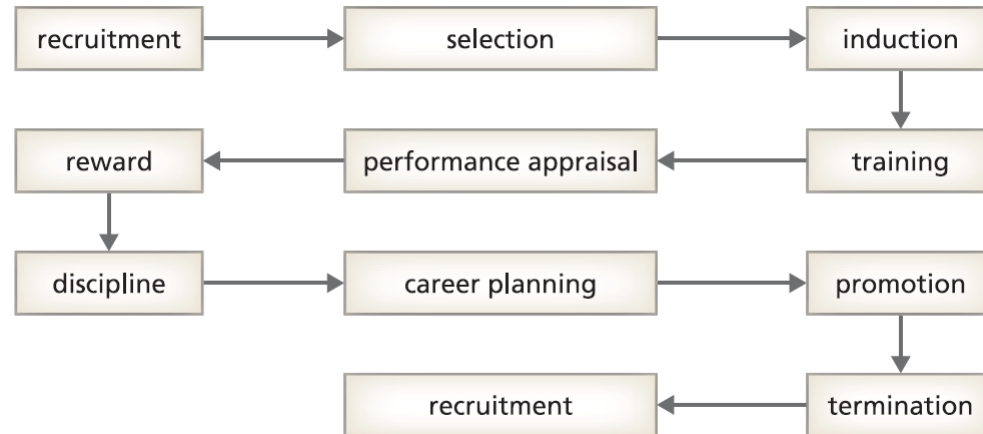 recruitment
selection
induction
reward
performance appraisal
training
discipline
career planning
promotion
recruitment
termination